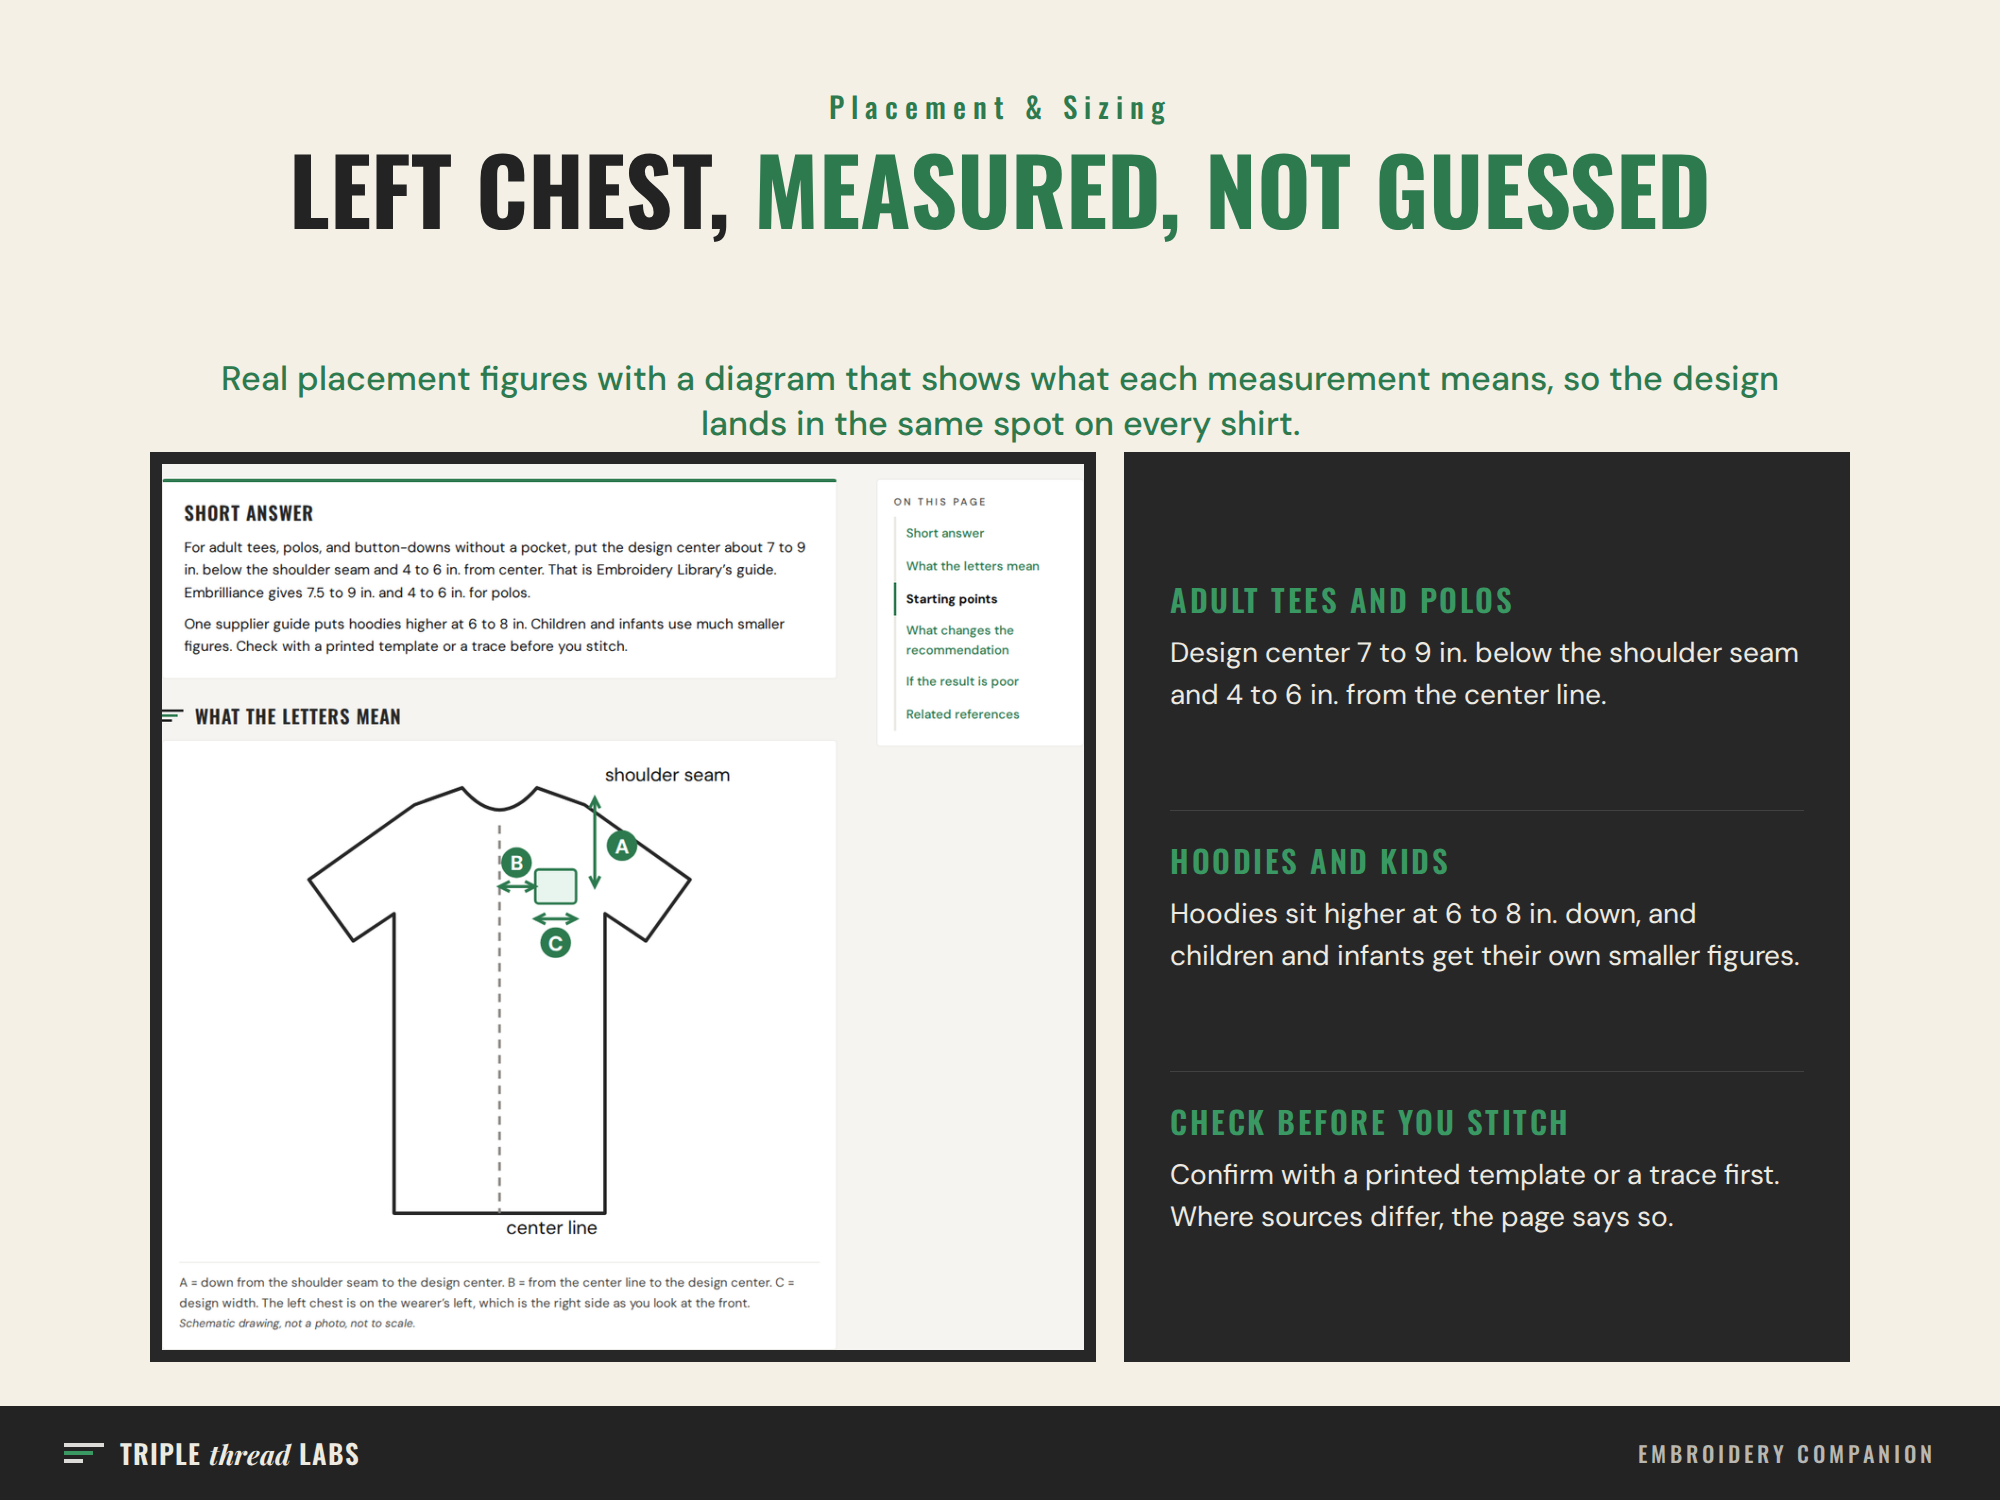 Placement & Sizing
LEFT CHEST, MEASURED, NOT GUESSED
Real placement figures with a diagram that shows what each measurement means, so the design
lands in the same spot on every shirt.
SHORT ANSWER
For adult tees, polos, and button-downs without a pocket, put the design center about 7 to 9
in. below the shoulder seam and 4 to 6 in. from center. That is Embroidery Library's guide.
Embrilliance gives 7.5 to 9 in. and 4 to 6 in. for polos.
One supplier guide puts hoodies higher at 6 to 8 in. Children and infants use much smaller
figures. Check with a printed template or a trace before you stitch.
WHAT THE LETTERS MEAN
shoulder seam
A
B
C
center line
A = down from the shoulder seam to the design center. B = from the center line to the design center. C =
design width. The left chest is on the wearer's left, which is the right side as you look at the front.
Schematic drawing, not a photo, not to scale.
ON THIS PAGE
Short answer
What the letters mean
Starting points
What changes the
recommendation
If the result is poor
Related references
ADULT TEES AND POLOS
Design center 7 to 9 in. below the shoulder seam
and 4 to 6 in. from the center line.
HOODIES AND KIDS
Hoodies sit higher at 6 to 8 in. down, and
children and infants get their own smaller figures.
CHECK BEFORE YOU STITCH
Confirm with a printed template or a trace first.
Where sources differ, the page says so.
TRIPLE thread LABS
EMBROIDERY COMPANION